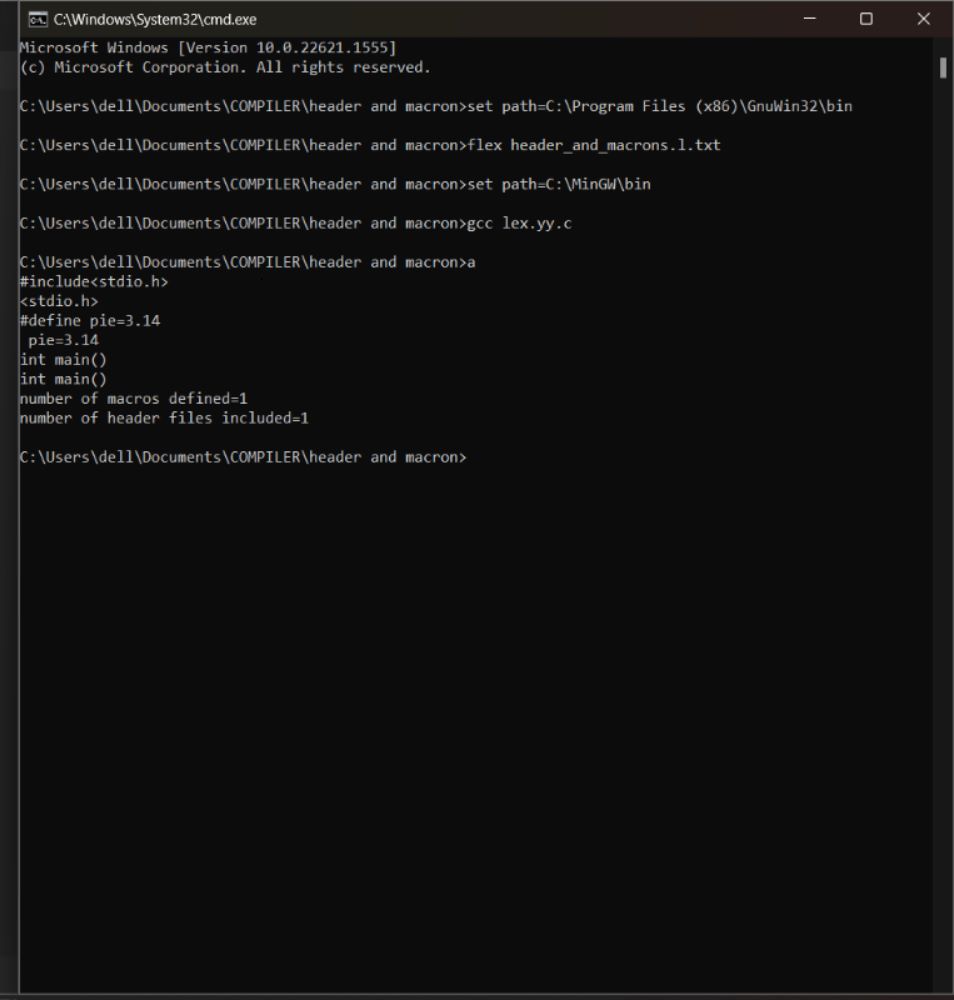 C:\Windows\System32\cmd.exe
Microsoft Windows [Version 10.0.22621.1555]
(c) Microsoft Corporation. All rights reserved.
C:\Users\dell\Documents\COMPILER\header and macron>set path=C:\Program Files (x86)\GnuWin32\bin
C:\Users\dell\Documents\COMPILER\header and macron>flex header_and_macrons.l.txt
C:\Users\dell\Documents\COMPILER\header and macron>set path=C:\MinGW\bin
C:\Users\dell\Documents\COMPILER\header and macron>gcc lex.yy.c
C:\Users\dell\Documents\COMPILER\header and macron>a
#include<stdio.h>
<stdio.h>
#define pie=3.14
 pie=3.14
int main()
int main()
number of macros defined=1
number of header files included=1
C:\Users\dell\Documents\COMPILER\header and macron>